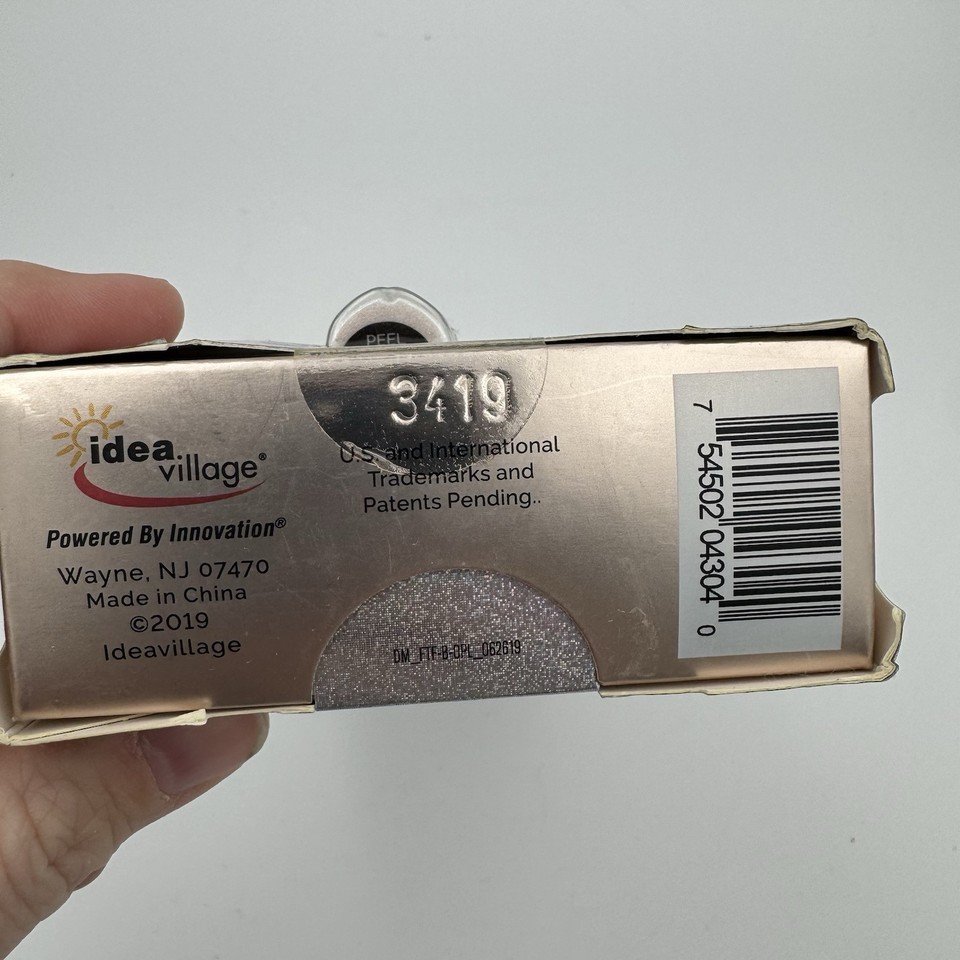 PEEL
3419
idea
village®
Powered By Innovation®
Wayne, NJ 07470
Made in China
©2019
Ideavillage
U.S. and International
Trademarks and
Patents Pending..
DM_FTF-B-CPL_062619
7 54502 04304 0